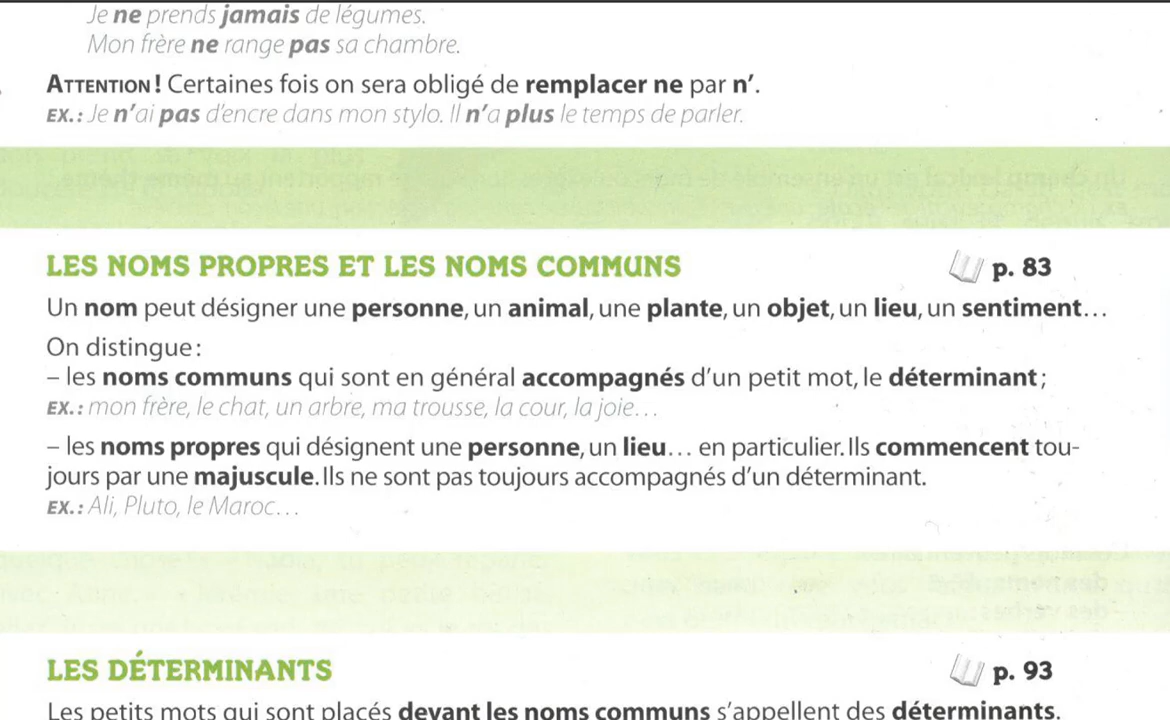 Je ne prends jamais de légumes.
Mon frère ne range pas sa chambre.
ATTENTION ! Certaines fois on sera obligé de remplacer ne par n’.
EX. : Je n’ai pas d’encre dans mon stylo. Il n’a plus le temps de parler.
LES NOMS PROPRES ET LES NOMS COMMUNS p. 83
Un nom peut désigner une personne, un animal, une plante, un objet, un lieu, un sentiment…
On distingue :
– les noms communs qui sont en général accompagnés d’un petit mot, le déterminant ;
EX. : mon frère, le chat, un arbre, ma trousse, la cour, la joie…
– les noms propres qui désignent une personne, un lieu… en particulier. Ils commencent tou-
jours par une majuscule. Ils ne sont pas toujours accompagnés d’un déterminant.
EX. : Ali, Pluto, le Maroc…
LES DÉTERMINANTS p. 93
Les petits mots qui sont placés devant les noms communs s’appellent des déterminants.